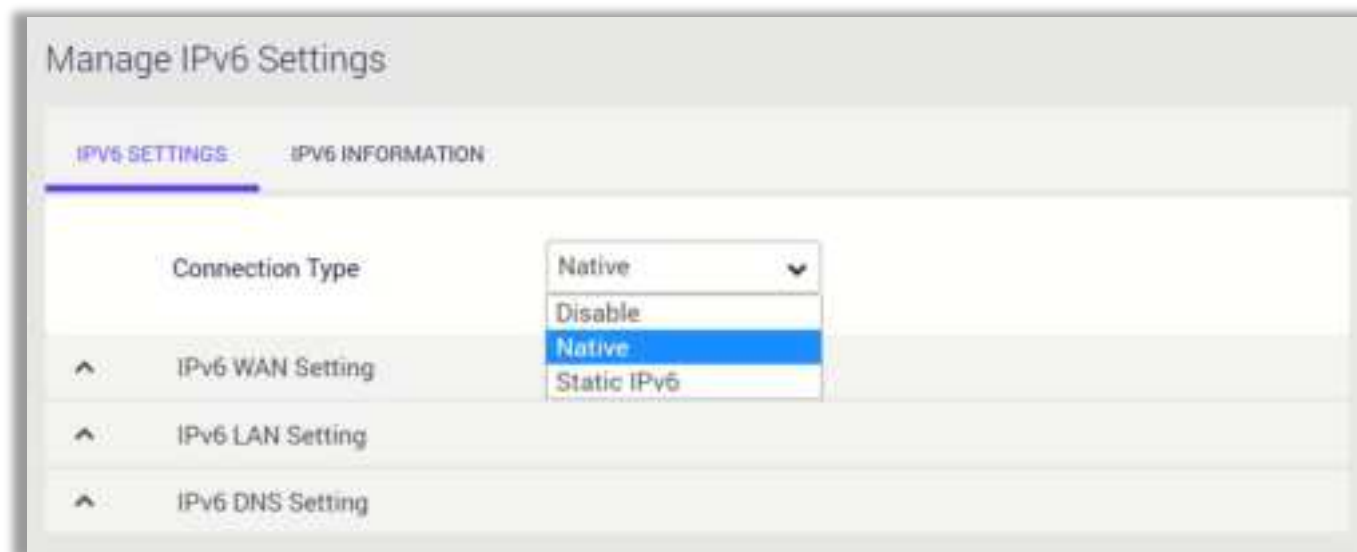 Manage IPv6 Settings
IPV6 SETTINGS IPV6 INFORMATION
Connection Type Native
Disable
Native
IPv6 WAN Setting
Static IPv6
IPv6 LAN Setting
IPv6 DNS Setting